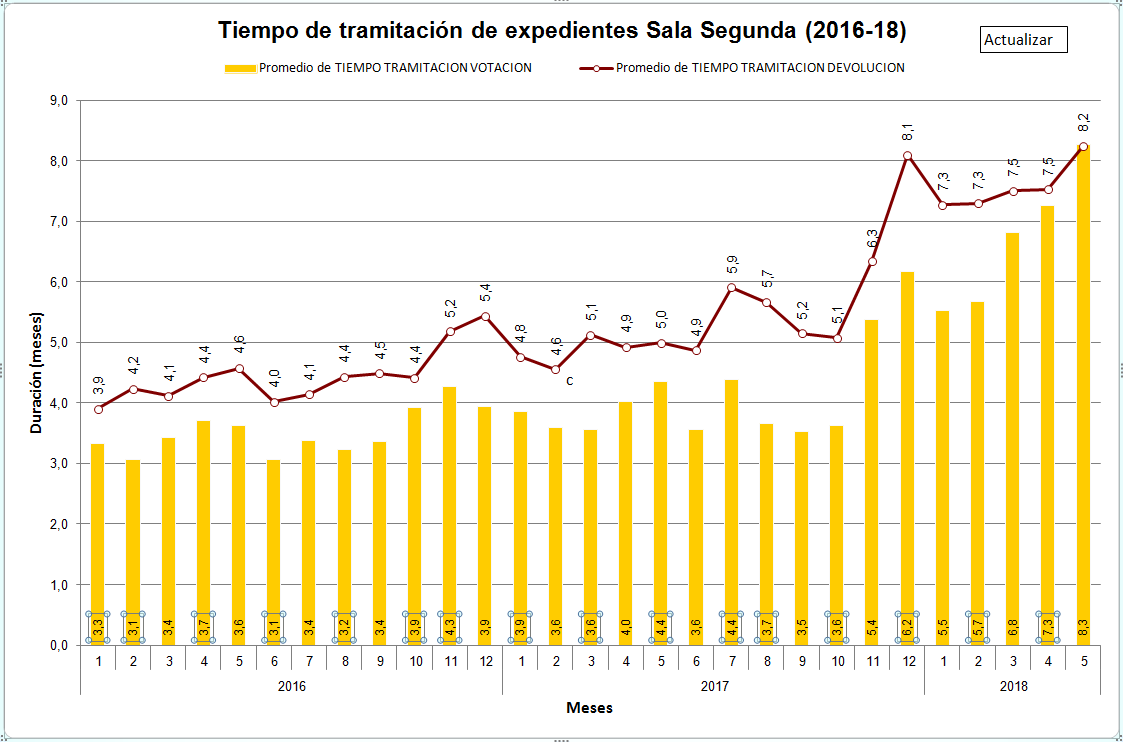 Tiempo de tramitación de expedientes Sala Segunda (2016-18)
Actualizar
Promedio de TIEMPO TRAMITACION VOTACION Promedio de TIEMPO TRAMITACION DEVOLUCION
9,0
8,0
7,0
6,0
5,0
4,0
3,0
2,0
1,0
0,0
Duración (meses)
3,9 4,2 4,1 4,4 4,6 4,0 4,1 4,4 4,5 4,4 5,2 5,4 4,8 4,6 5,1 4,9 5,0 4,9 5,9 5,7 5,2 5,1 6,3 8,1 7,3 7,3 7,5 7,5 8,2
c
3,3 3,1 3,4 3,7 3,6 3,1 3,4 3,2 3,4 3,9 4,3 3,9 3,9 3,6 3,6 4,0 4,4 3,6 4,4 3,7 3,5 3,6 5,4 6,2 5,5 5,7 6,8 7,3 8,3
1 2 3 4 5 6 7 8 9 10 11 12 1 2 3 4 5 6 7 8 9 10 11 12 1 2 3 4 5
2016 2017 2018
Meses